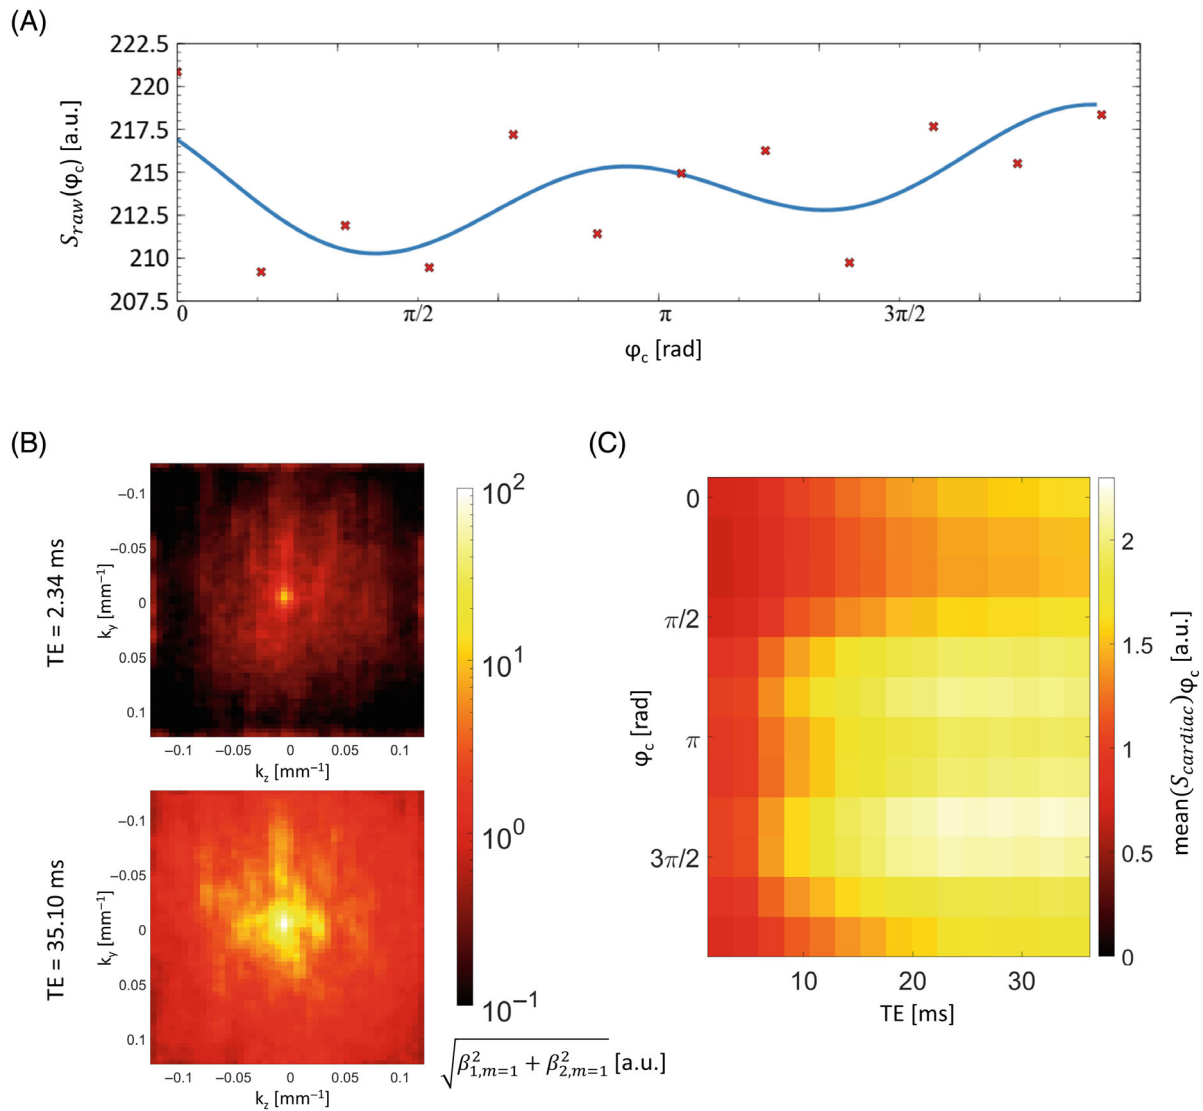 (A)
222.5
220
217.5
215
212.5
210
207.5
S_raw(φ_c) [a.u.]
0 π/2 π 3π/2
φ_c [rad]
(B)
TE = 2.34 ms
−0.1
−0.05
0
0.05
0.1
k_y [mm⁻¹]
−0.1 −0.05 0 0.05 0.1
k_z [mm⁻¹]
TE = 35.10 ms
−0.1
−0.05
0
0.05
0.1
k_y [mm⁻¹]
−0.1 −0.05 0 0.05 0.1
k_z [mm⁻¹]
10²
10¹
10⁰
10⁻¹
√(β²_{1,m=1} + β²_{2,m=1}) [a.u.]
(C)
0
π/2
π
3π/2
φ_c [rad]
10 20 30
TE [ms]
2
1.5
1
0.5
0
mean(S_cardiac)φ_c [a.u.]